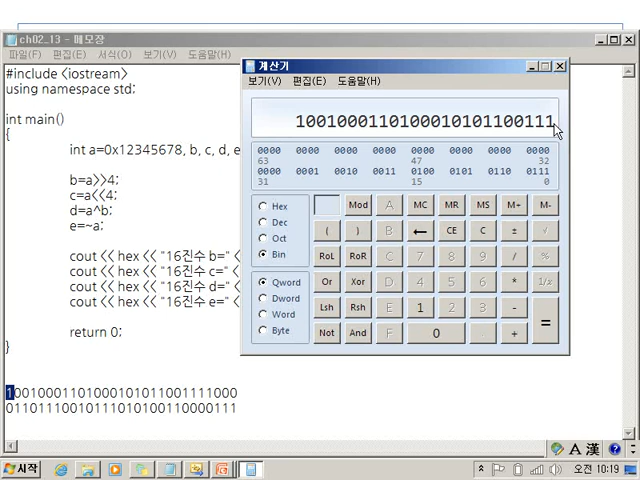 ch02_13 - 메모장
파일(F) 편집(E) 서식(O) 보기(V) 도움말(H)
#include <iostream>
using namespace std;
int main()
{
int a=0x12345678, b, c, d, e
b=a>>4;
c=a<<4;
d=a^b;
e=~a;
cout << hex << "16진수 b=" <
cout << hex << "16진수 c=" <
cout << hex << "16진수 d=" <
cout << hex << "16진수 e=" <
return 0;
}
10010001101000101011001111000
01101110010111010100110000111
계산기
보기(V) 편집(E) 도움말(H)
1001000110100010101100111
0000 0000 0000 0000 0000 0000 0000 0000
63 47 32
0000 0001 0010 0011 0100 0101 0110 0111
31 15 0
Hex Mod A MC MR MS M+ M-
Dec ( ) B ← CE C ± √
Oct RoL RoR C 7 8 9 / %
Bin
Qword Or Xor D 4 5 6 * 1/x
Dword Lsh Rsh E 1 2 3 - =
Word
Byte Not And F 0 . +
시작 A 漢 오전 10:19